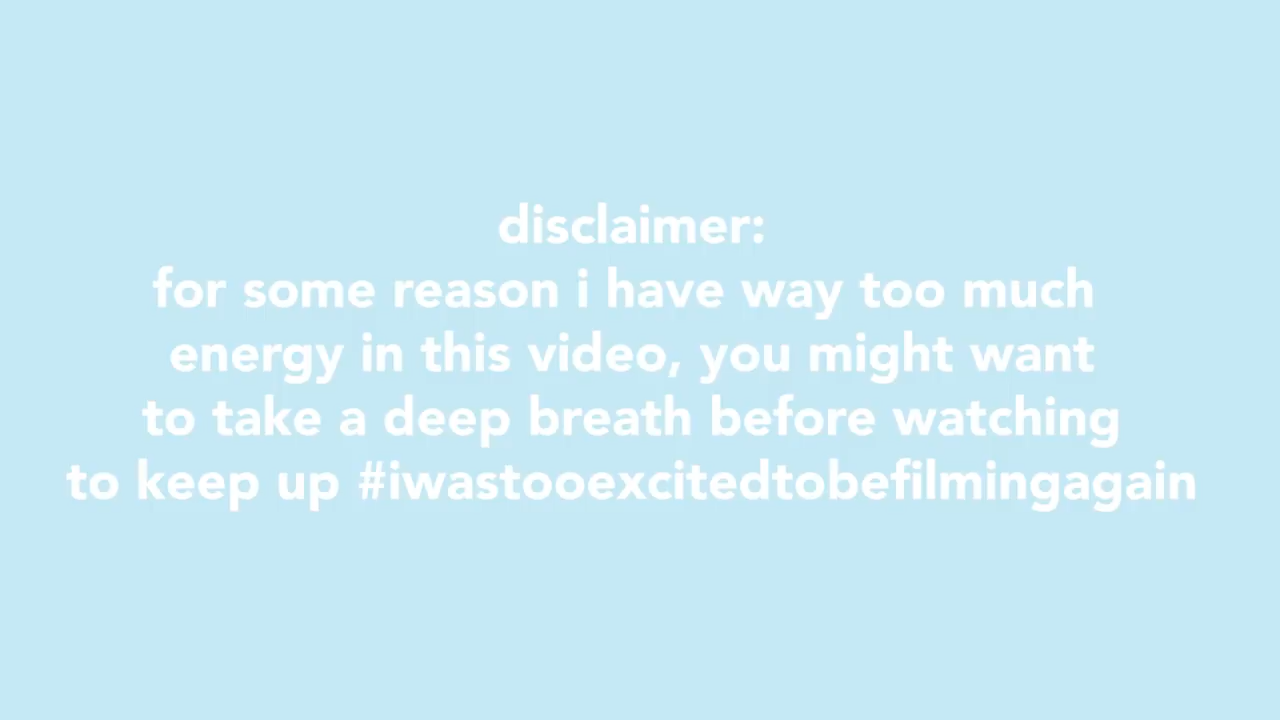 disclaimer:
for some reason i have way too much
energy in this video, you might want
to take a deep breath before watching
to keep up #iwastooexcitedtobefilmingagain